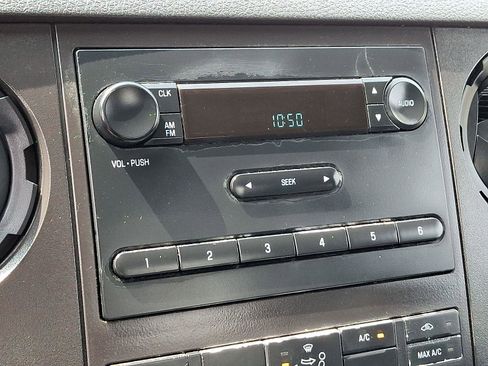 CLK
AUDIO
10:50
AM
FM
VOL • PUSH
SEEK
1 2 3 4 5 6
A/C
MAX A/C